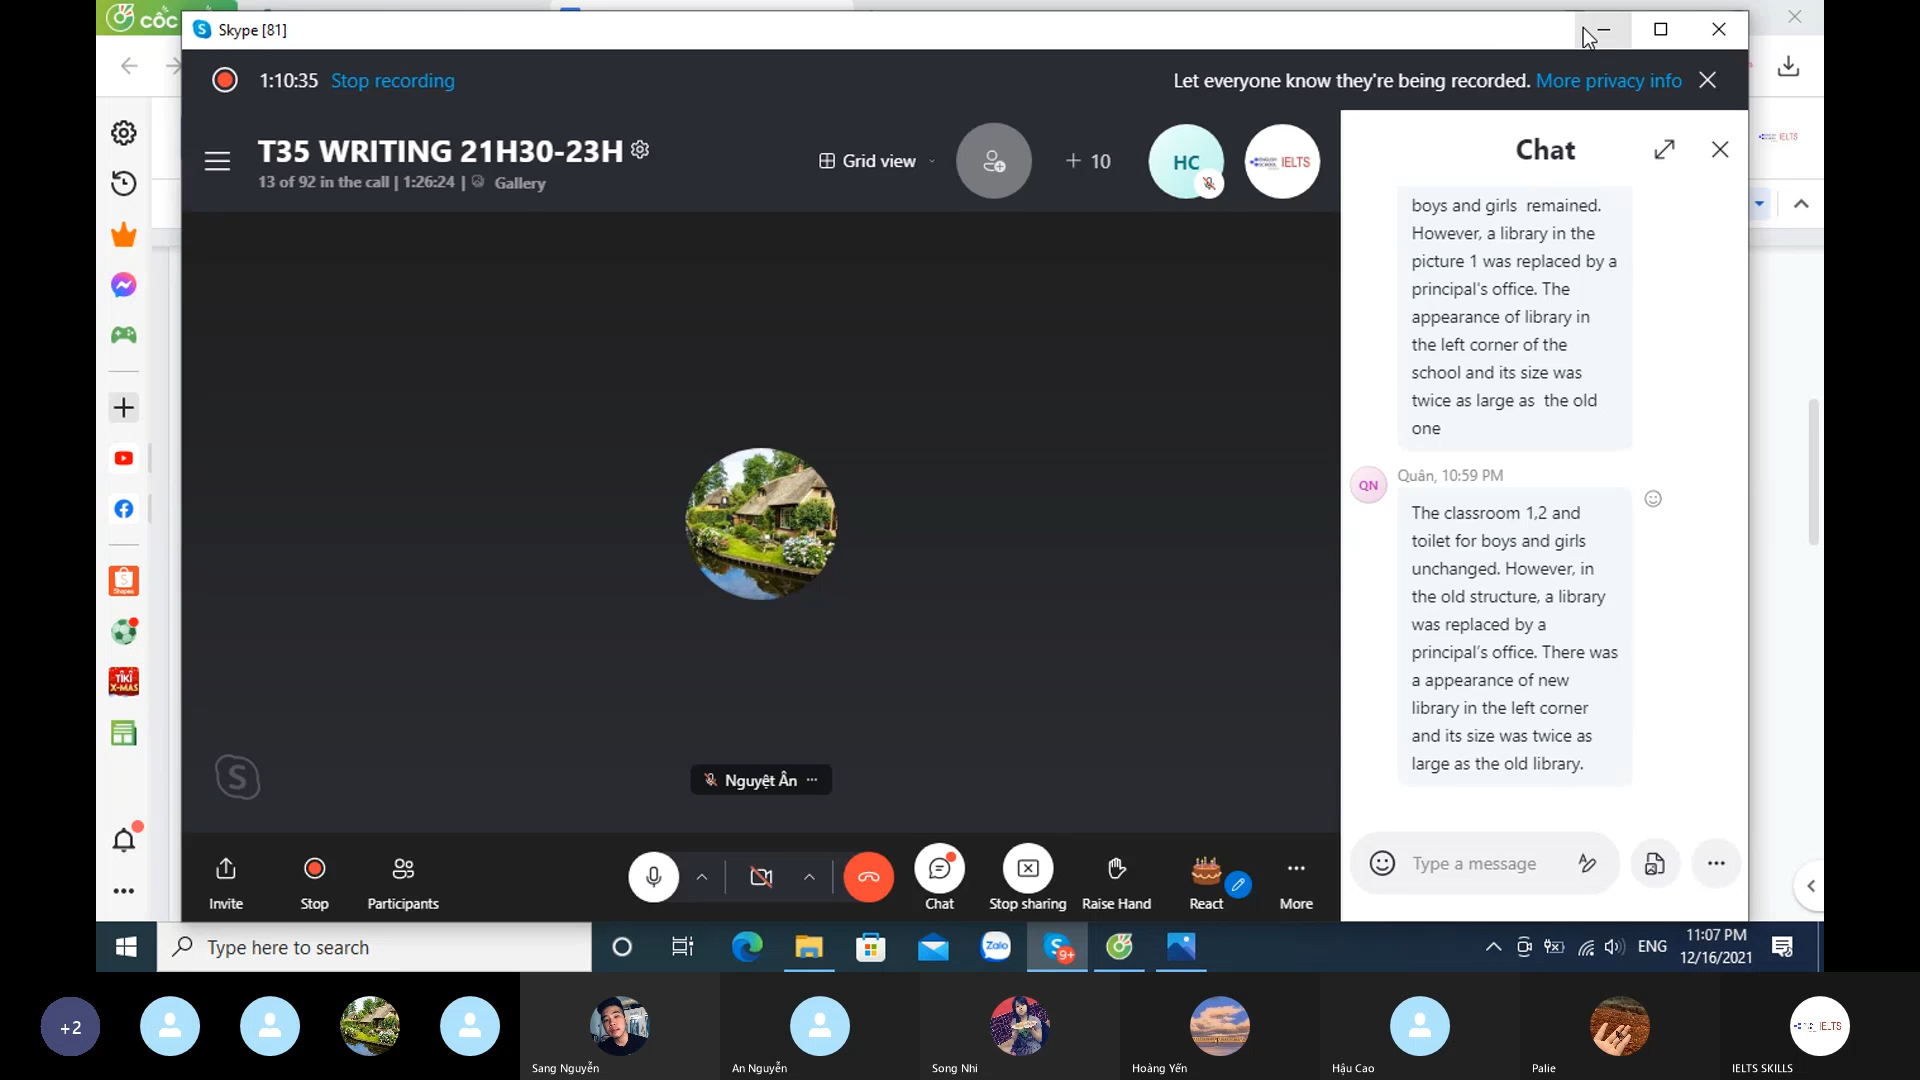 CỐC
Skype [81]
1:10:35 Stop recording
Let everyone know they're being recorded. More privacy info
T35 WRITING 21H30-23H
13 of 92 in the call | 1:26:24 | Gallery
Grid view
+ 10
HC
IELTS
IELTS
Chat
boys and girls remained.
However, a library in the
picture 1 was replaced by a
principal's office. The
appearance of library in
the left corner of the
school and its size was
twice as large as the old
one
Quân, 10:59 PM
QN
The classroom 1,2 and
toilet for boys and girls
unchanged. However, in
the old structure, a library
was replaced by a
principal's office. There was
a appearance of new
library in the left corner
and its size was twice as
large as the old library.
Shopee
TIKI
X-MAS
Nguyệt Ân
Type a message
Invite
Stop
Participants
Chat
Stop sharing
Raise Hand
React
More
Type here to search
Zalo
9+
ENG
11:07 PM
12/16/2021
+2
IELTS
Sang Nguyễn
An Nguyễn
Song Nhi
Hoàng Yến
Hậu Cao
Palie
IELTS SKILLS